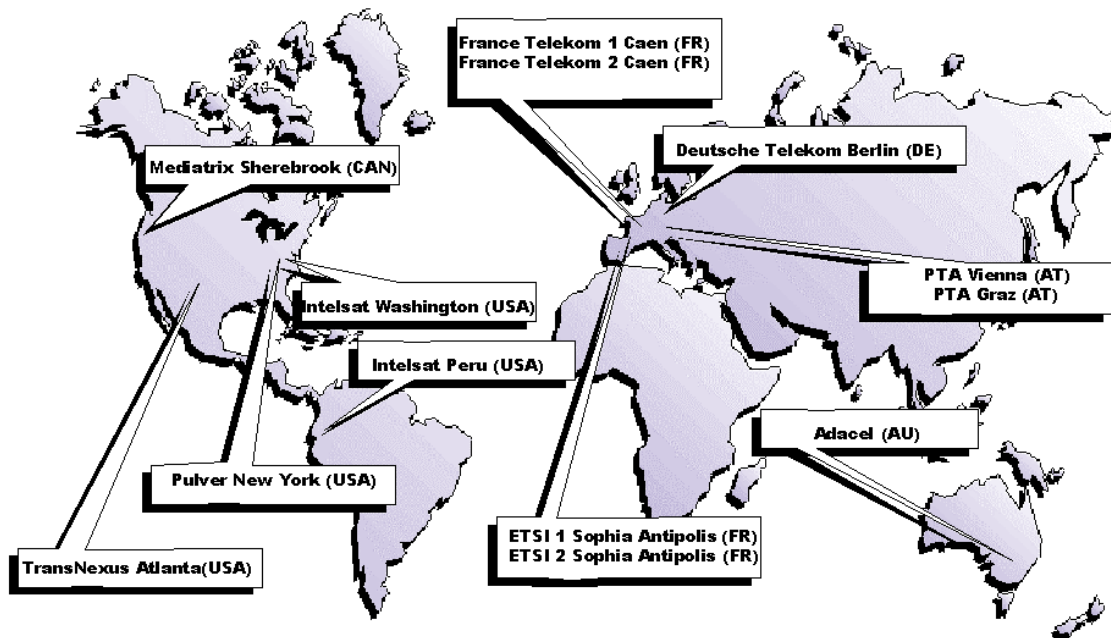 France Telekom 1 Caen (FR)
France Telekom 2 Caen (FR)
Deutsche Telekom Berlin (DE)
Mediatrix Sherebrook (CAN)
PTA Vienna (AT)
PTA Graz (AT)
Intelsat Washington (USA)
Intelsat Peru (USA)
Adacel (AU)
Pulver New York (USA)
ETSI 1 Sophia Antipolis (FR)
ETSI 2 Sophia Antipolis (FR)
TransNexus Atlanta(USA)